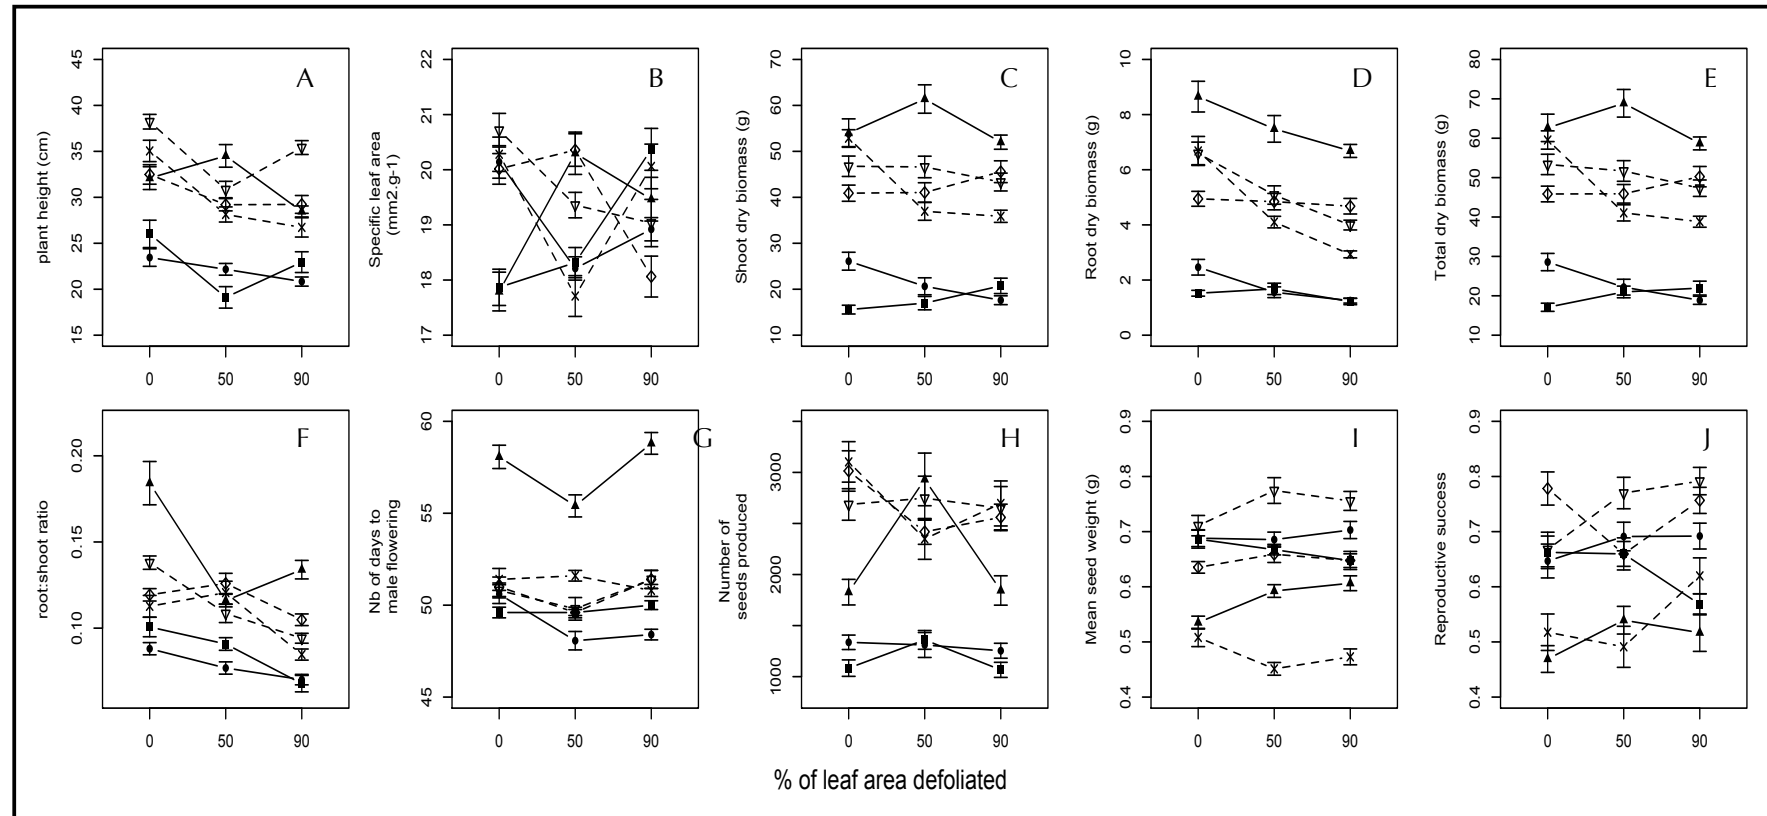 A
plant height (cm)
45
40
35
30
25
20
15
0 50 90
B
Specific leaf area
(mm2.g-1)
22
21
20
19
18
17
0 50 90
C
Shoot dry biomass (g)
70
60
50
40
30
20
10
0 50 90
D
Root dry biomass (g)
10
8
6
4
2
0
0 50 90
E
Total dry biomass (g)
80
70
60
50
40
30
20
10
0 50 90
F
root:shoot ratio
0.20
0.15
0.10
0 50 90
G
Nb of days to
male flowering
60
55
50
45
0 50 90
H
Number of
seeds produced
3000
2000
1000
0 50 90
I
Mean seed weight (g)
0.9
0.8
0.7
0.6
0.5
0.4
0 50 90
J
Reproductive success
0.9
0.8
0.7
0.6
0.5
0.4
0 50 90
% of leaf area defoliated